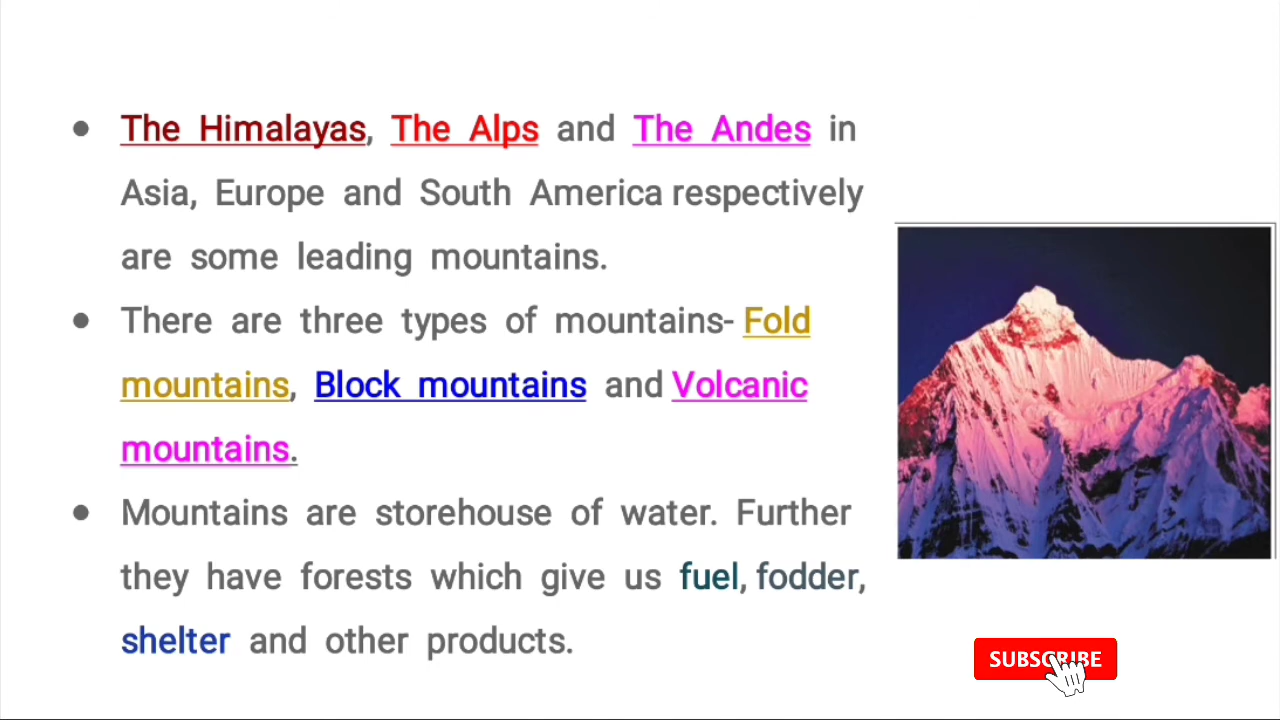 ● The Himalayas, The Alps and The Andes in
Asia, Europe and South America respectively
are some leading mountains.
● There are three types of mountains- Fold
mountains, Block mountains and Volcanic
mountains.
● Mountains are storehouse of water. Further
they have forests which give us fuel, fodder,
shelter and other products.
SUBSCRIBE